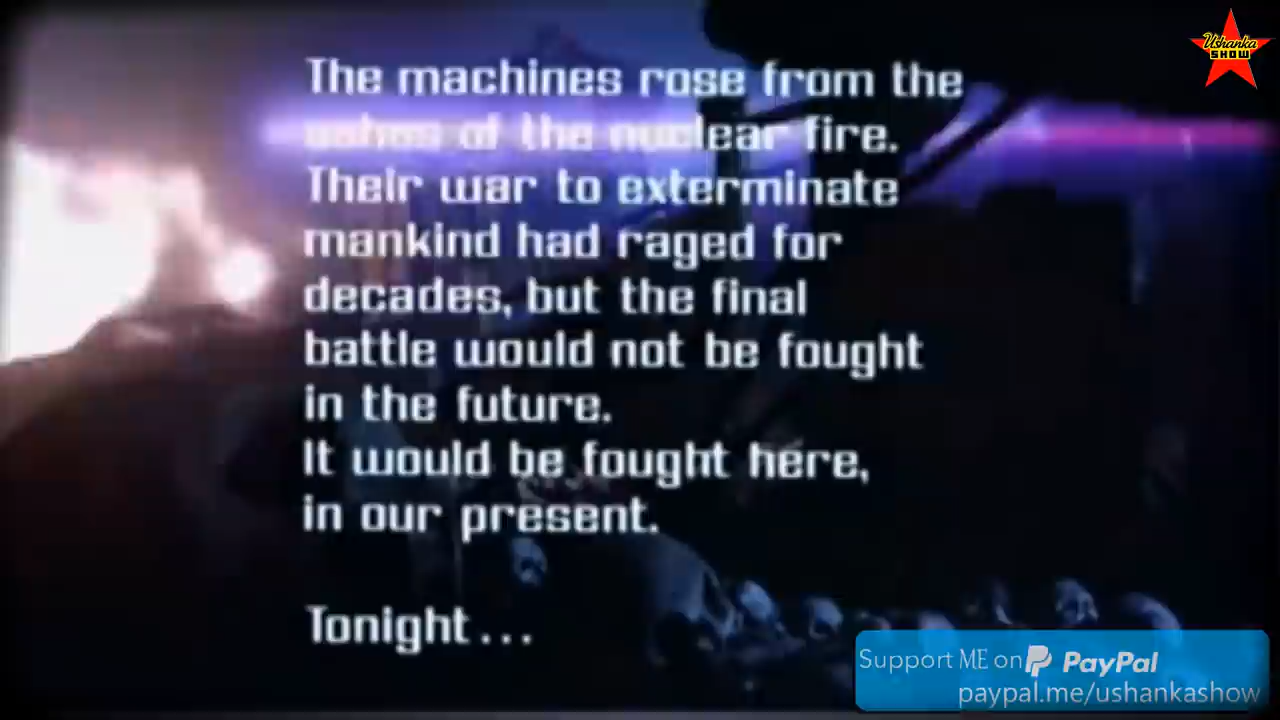 Ushanka
SHOW
The machines rose from the
ashes of the nuclear fire.
Their war to exterminate
mankind had raged for
decades, but the final
battle would not be fought
in the future.
It would be fought here,
in our present.
Tonight...
Support ME on PayPal
paypal.me/ushankashow